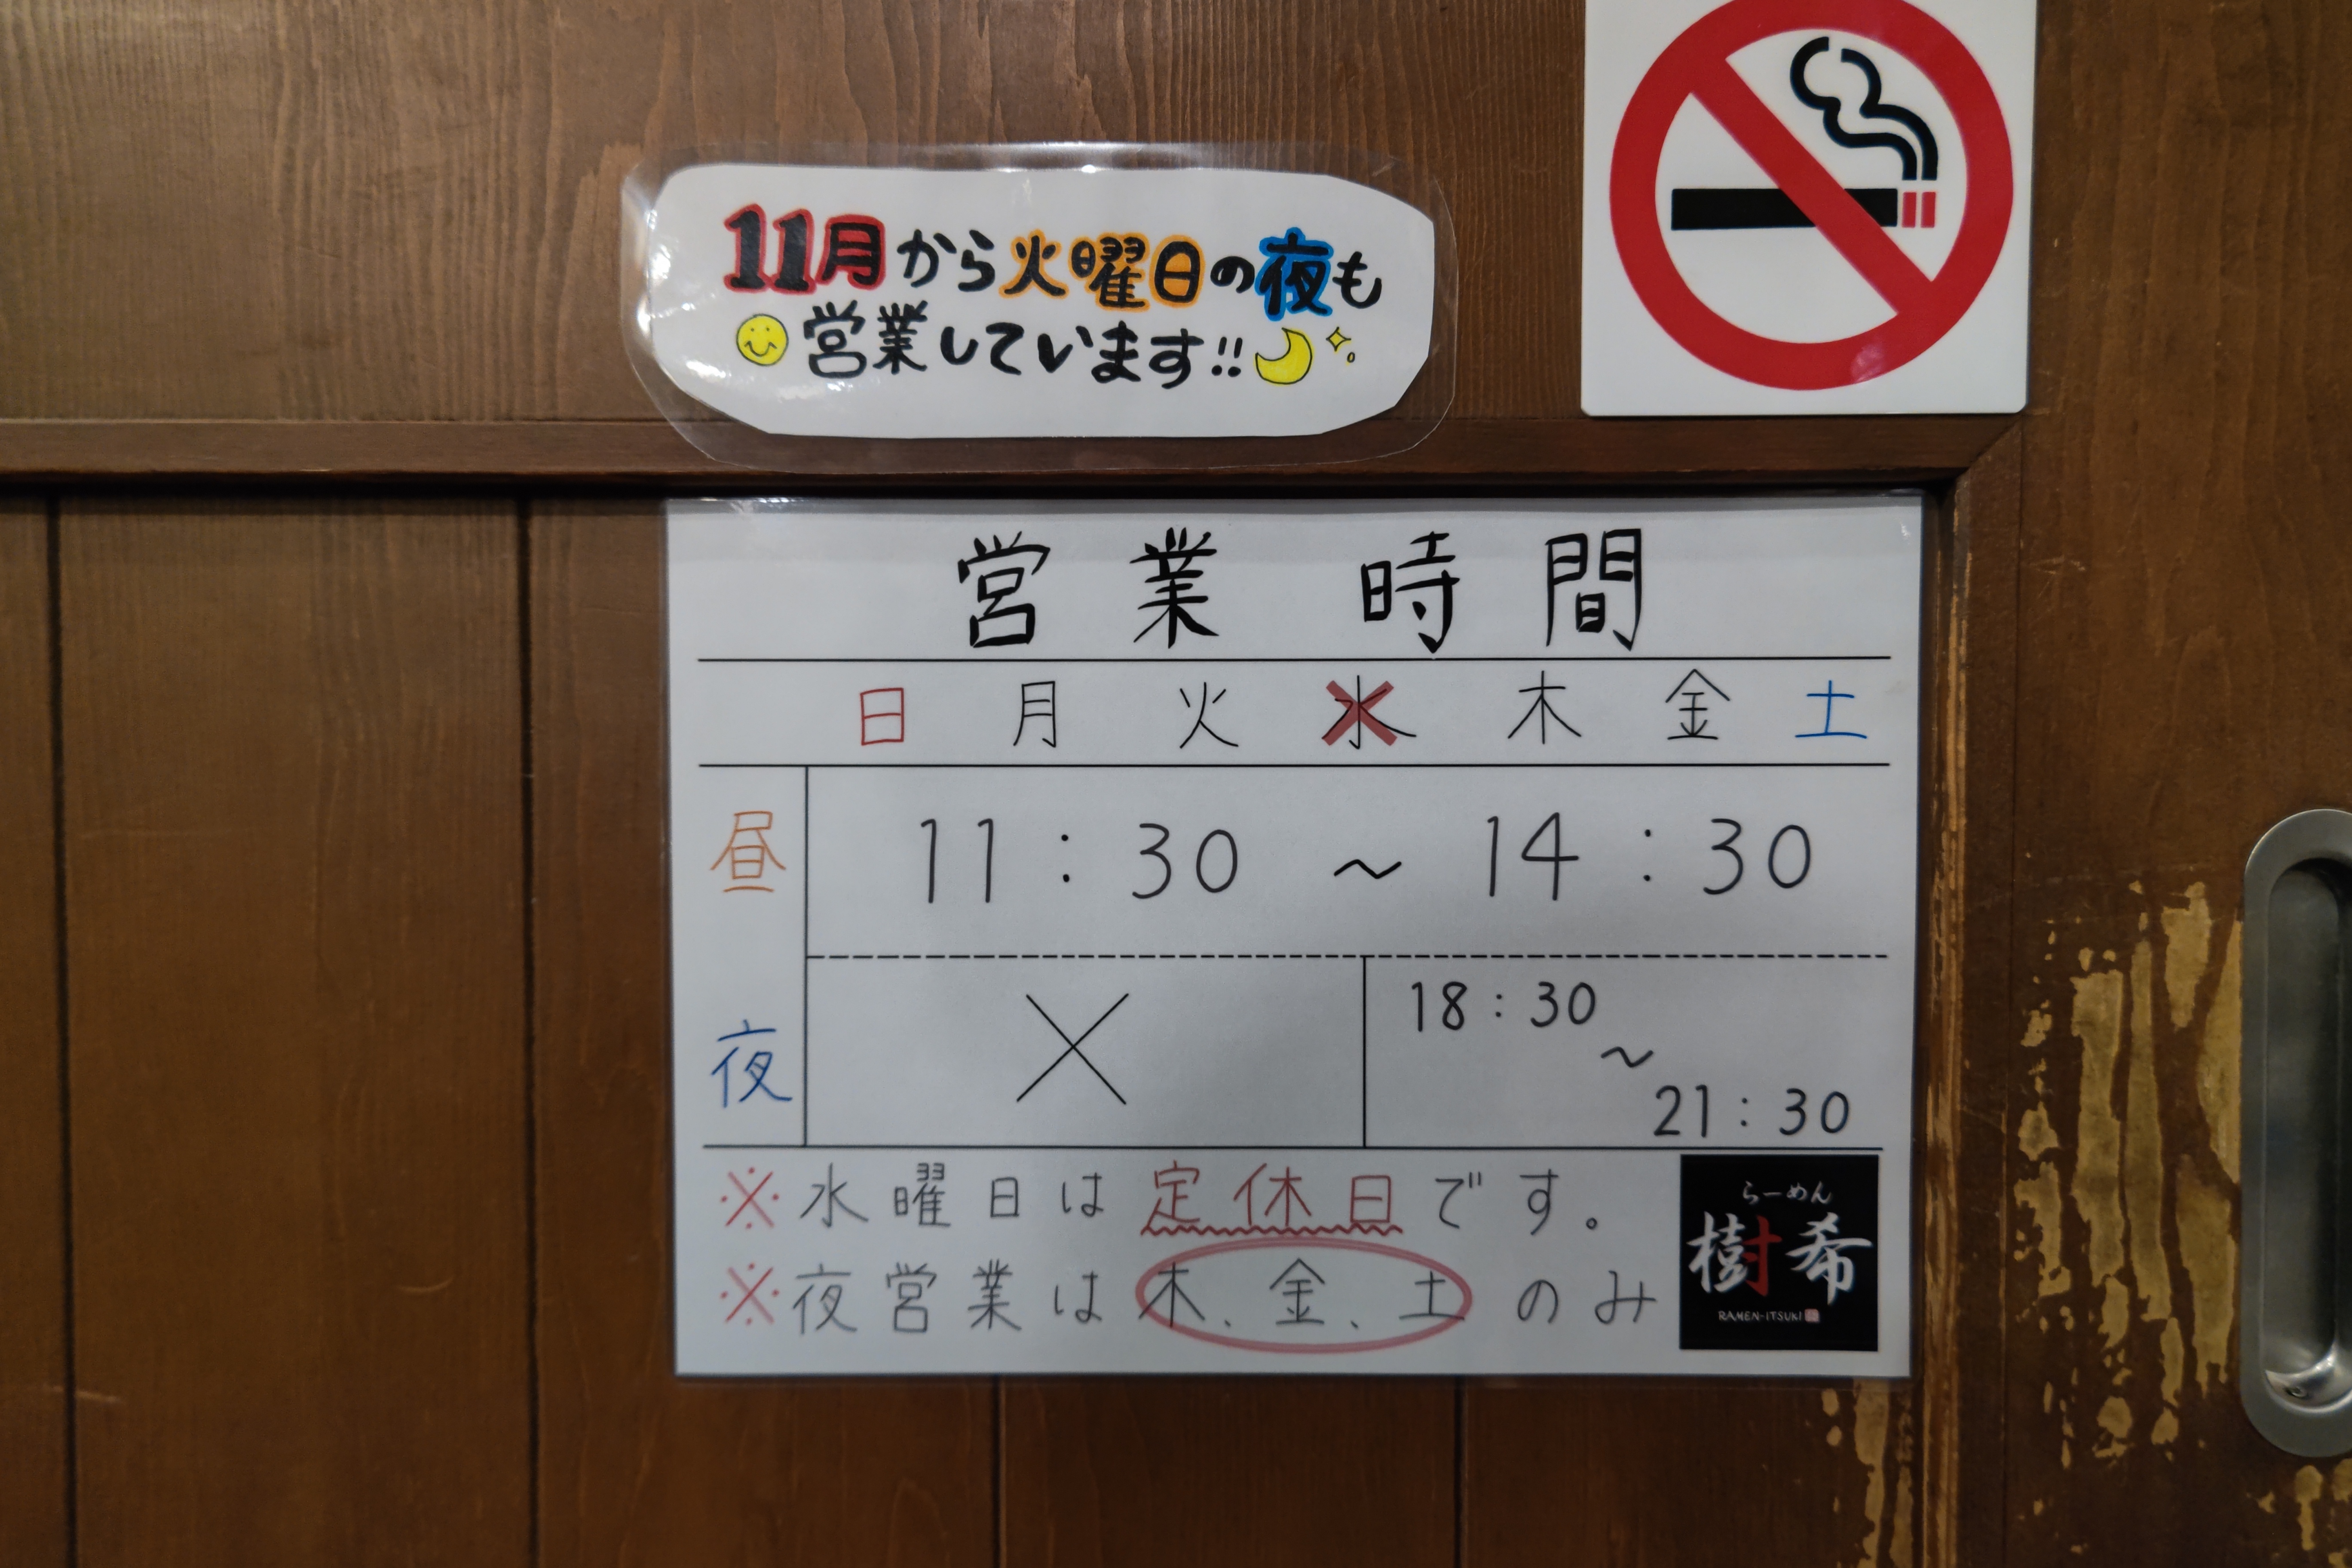 11月から火曜日の夜も
営業しています!!
営業時間
日 月 火 水 木 金 土
昼 11:30 ~ 14:30
夜 × 18:30
~
21:30
※水曜日は定休日です。
※夜営業は木、金、土のみ
らーめん
樹希
RAMEN-ITSUKI